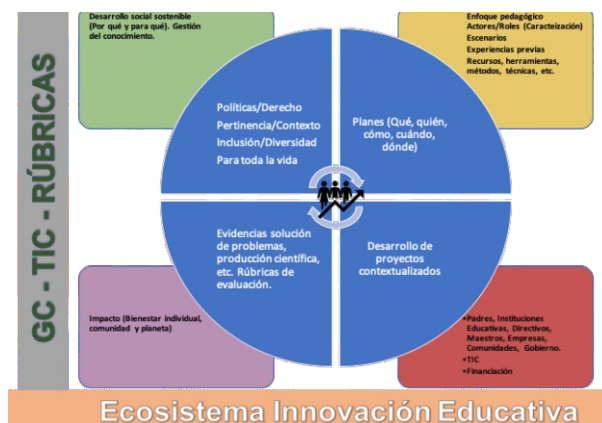 GC - TIC - RÚBRICAS
Desarrollo social sostenible
(Por qué y para qué). Gestión
del conocimiento.
Enfoque pedagógico
Actores/Roles (Caracteización)
Escenarios
Experiencias previas
Recursos, herramientas,
métodos, técnicas, etc.
Políticas/Derecho
Pertinencia/Contexto
Inclusión/Diversidad
Para toda la vida
Planes (Qué, quién,
cómo, cuándo,
dónde)
Evidencias solución
de problemas,
producción científica,
etc. Rúbricas de
evaluación.
Desarrollo de
proyectos
contextualizados
Impacto (Bienestar individual,
comunidad y planeta)
•Padres, Instituciones
Educativas, Directivos,
Maestros, Empresas,
Comunidades, Gobierno.
•TIC
•Financiación
Ecosistema Innovación Educativa